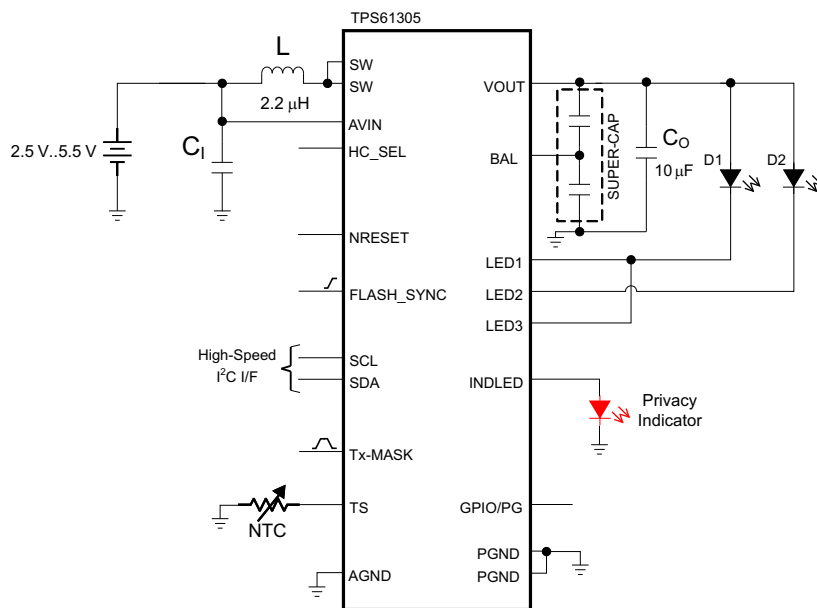 TPS61305
L
2.2 μH
SW
SW
AVIN
HC_SEL
2.5 V..5.5 V
C_I
NRESET
FLASH_SYNC
High-Speed
I²C I/F
SCL
SDA
Tx-MASK
TS
NTC
AGND
VOUT
BAL
SUPER-CAP
C_O
10 μF
D1
D2
LED1
LED2
LED3
INDLED
Privacy
Indicator
GPIO/PG
PGND
PGND